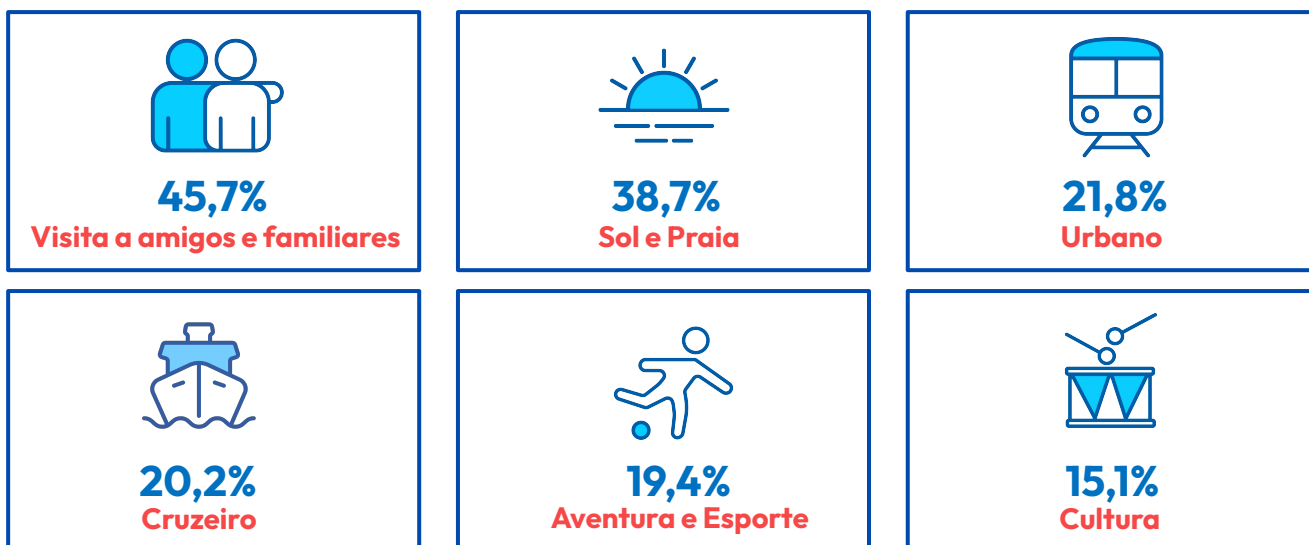 45,7%
Visita a amigos e familiares
38,7%
Sol e Praia
21,8%
Urbano
20,2%
Cruzeiro
19,4%
Aventura e Esporte
15,1%
Cultura